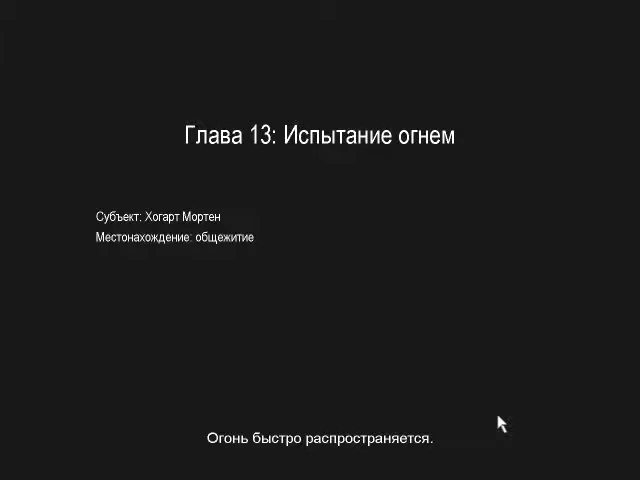 Глава 13: Испытание огнем
Субъект: Хогарт Мортен
Местонахождение: общежитие
Огонь быстро распространяется.